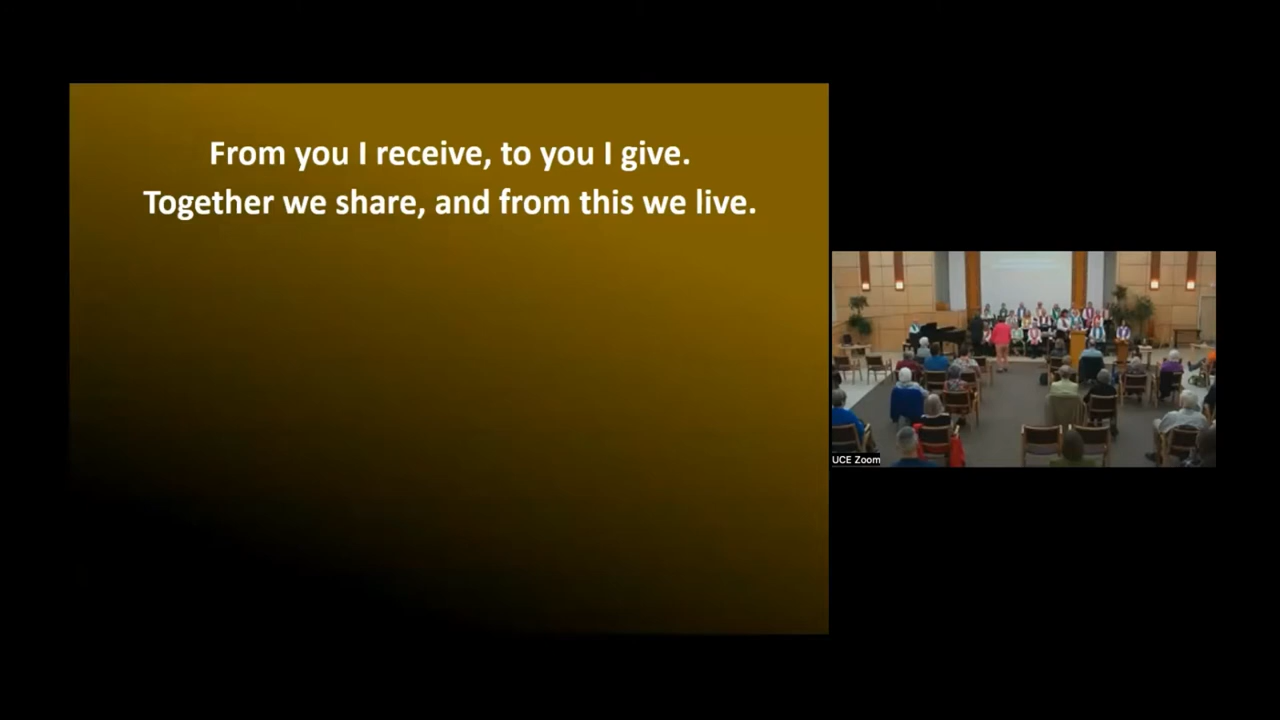 From you I receive, to you I give.
Together we share, and from this we live.
UCE Zoom